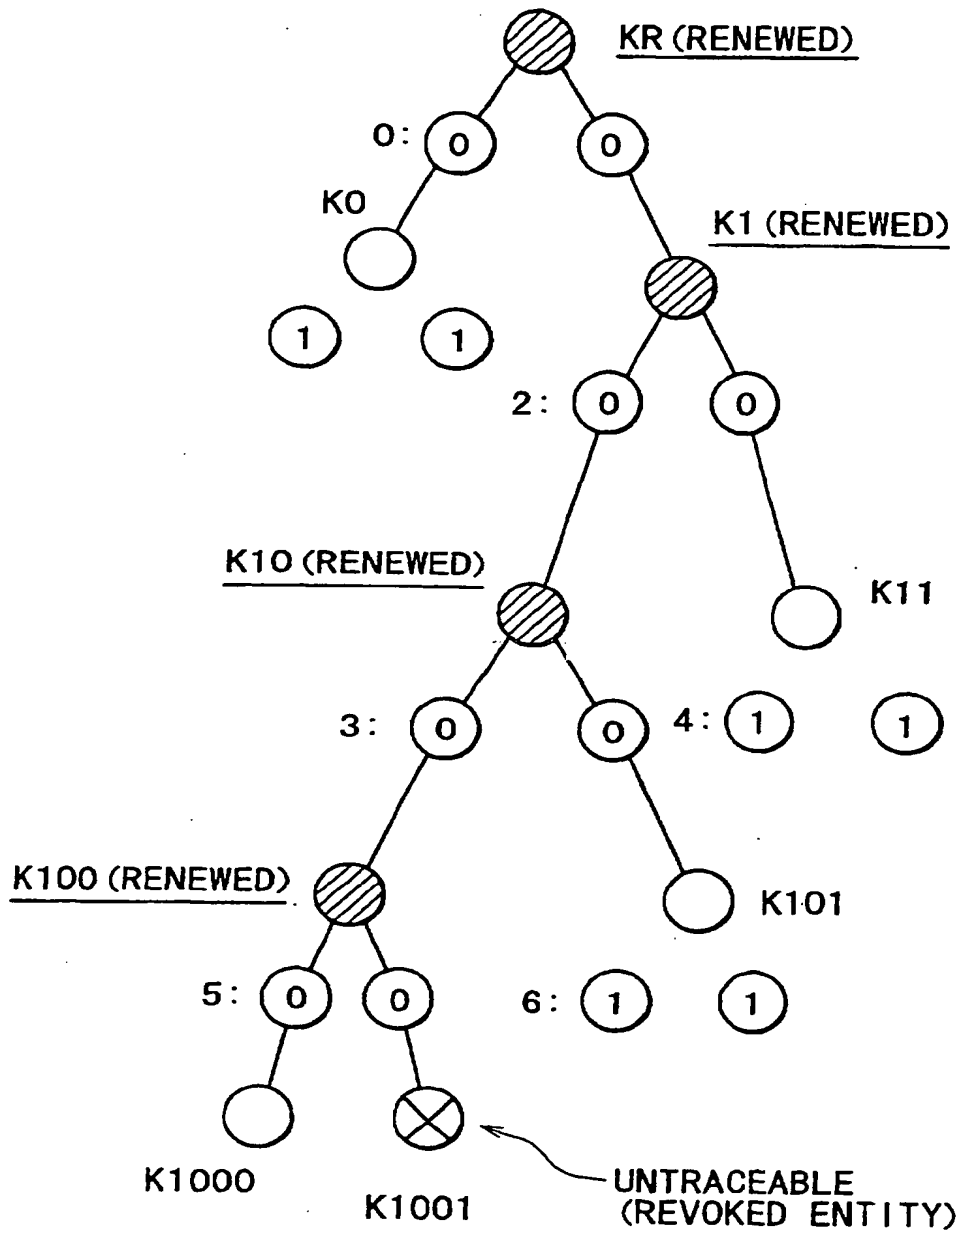 KR (RENEWED)
0: 0 0
K0
K1 (RENEWED)
1 1
2: 0 0
K10 (RENEWED)
K11
3: 0 0 4: 1 1
K100 (RENEWED)
K101
5: 0 0 6: 1 1
K1000
K1001
UNTRACEABLE
(REVOKED ENTITY)